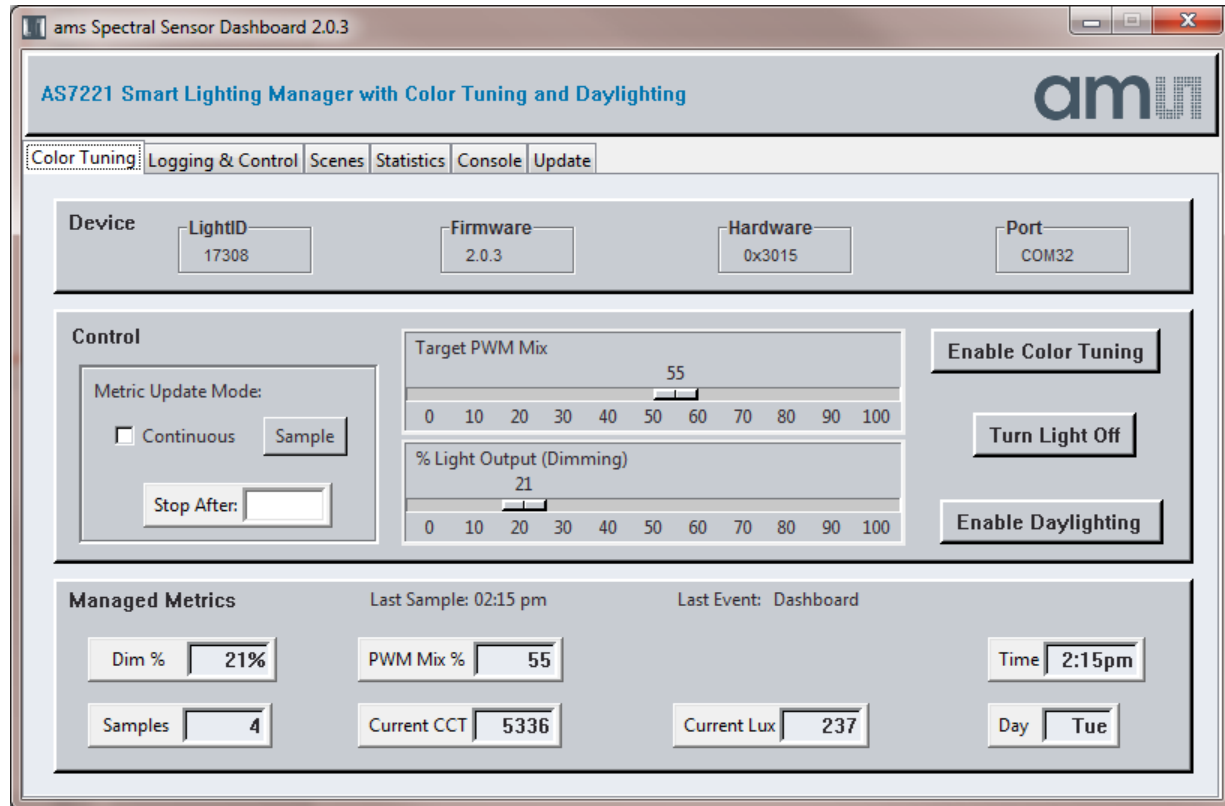 ams Spectral Sensor Dashboard 2.0.3
AS7221 Smart Lighting Manager with Color Tuning and Daylighting
am
Color Tuning Logging & Control Scenes Statistics Console Update
Device
LightID Firmware Hardware Port
17308 2.0.3 0x3015 COM32
Control
Metric Update Mode:
Continuous Sample
Stop After:
Target PWM Mix
55
0 10 20 30 40 50 60 70 80 90 100
% Light Output (Dimming)
21
0 10 20 30 40 50 60 70 80 90 100
Enable Color Tuning
Turn Light Off
Enable Daylighting
Managed Metrics Last Sample: 02:15 pm Last Event: Dashboard
Dim % 21% PWM Mix % 55 Time 2:15pm
Samples 4 Current CCT 5336 Current Lux 237 Day Tue